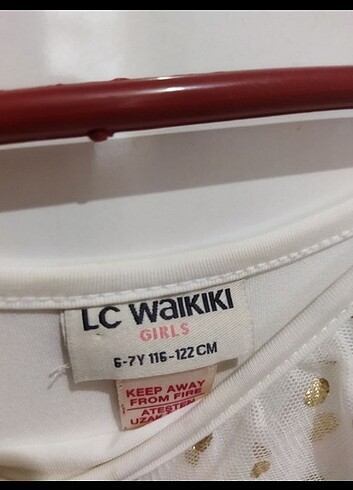 LC WAIKIKI
GIRLS
6-7Y 116-122 CM
KEEP AWAY
FROM FIRE
ATEŞTEN
UZAK